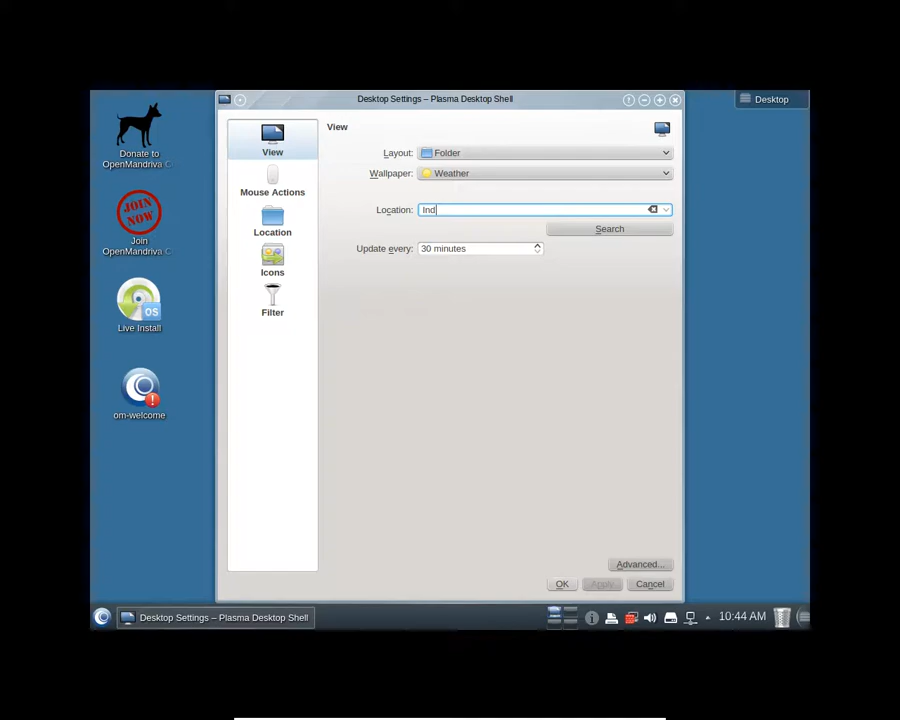 Desktop Settings – Plasma Desktop Shell
Desktop
Donate to
OpenMandriva C
JOIN
NOW
Join
OpenMandriva C
OS
Live Install
om-welcome
View
Mouse Actions
Location
Icons
Filter
View
Layout: Folder
Wallpaper: Weather
Location: Ind
Search
Update every: 30 minutes
Advanced...
OK Apply Cancel
Desktop Settings – Plasma Desktop Shell
10:44 AM